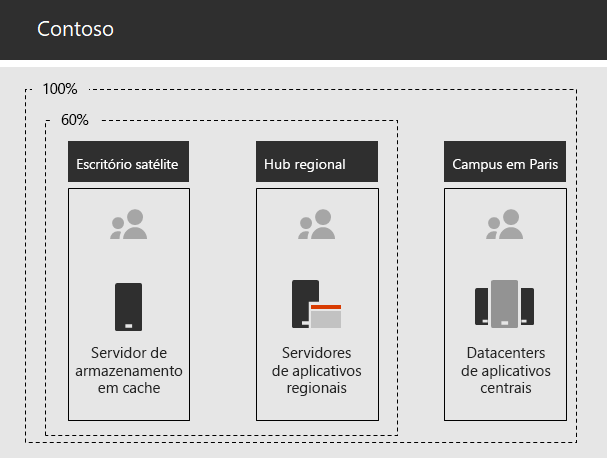 Contoso
100%
60%
Escritório satélite
Hub regional
Campus em Paris
Servidor de
armazenamento
em cache
Servidores
de aplicativos
regionais
Datacenters
de aplicativos
centrais